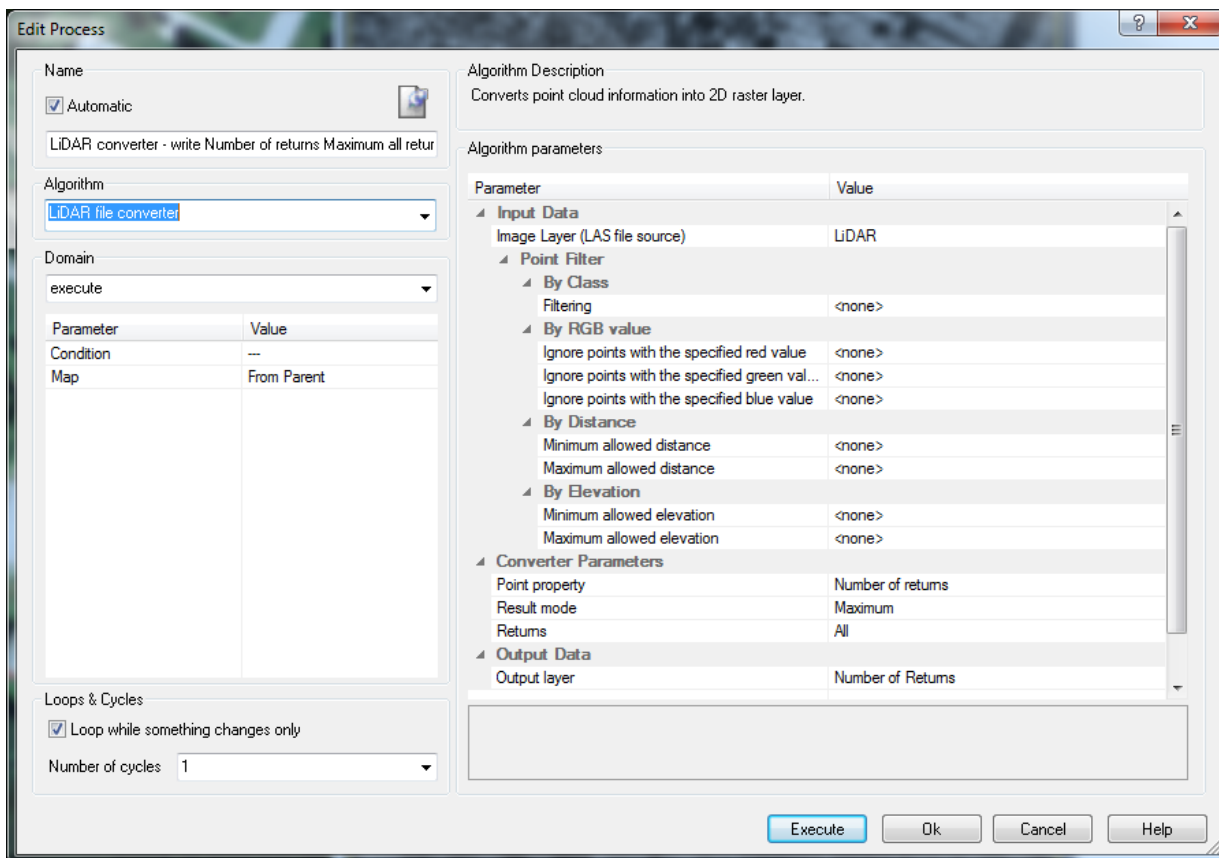 Edit Process
Name
Automatic
LiDAR converter - write Number of returns Maximum all retur
Algorithm
LiDAR file converter
Domain
execute
Parameter Value
Condition ---
Map From Parent
Loops & Cycles
Loop while something changes only
Number of cycles 1
Algorithm Description
Converts point cloud information into 2D raster layer.
Algorithm parameters
Parameter Value
Input Data
Image Layer (LAS file source) LiDAR
Point Filter
By Class
Filtering <none>
By RGB value
Ignore points with the specified red value <none>
Ignore points with the specified green val... <none>
Ignore points with the specified blue value <none>
By Distance
Minimum allowed distance <none>
Maximum allowed distance <none>
By Elevation
Minimum allowed elevation <none>
Maximum allowed elevation <none>
Converter Parameters
Point property Number of returns
Result mode Maximum
Returns All
Output Data
Output layer Number of Returns
Execute Ok Cancel Help